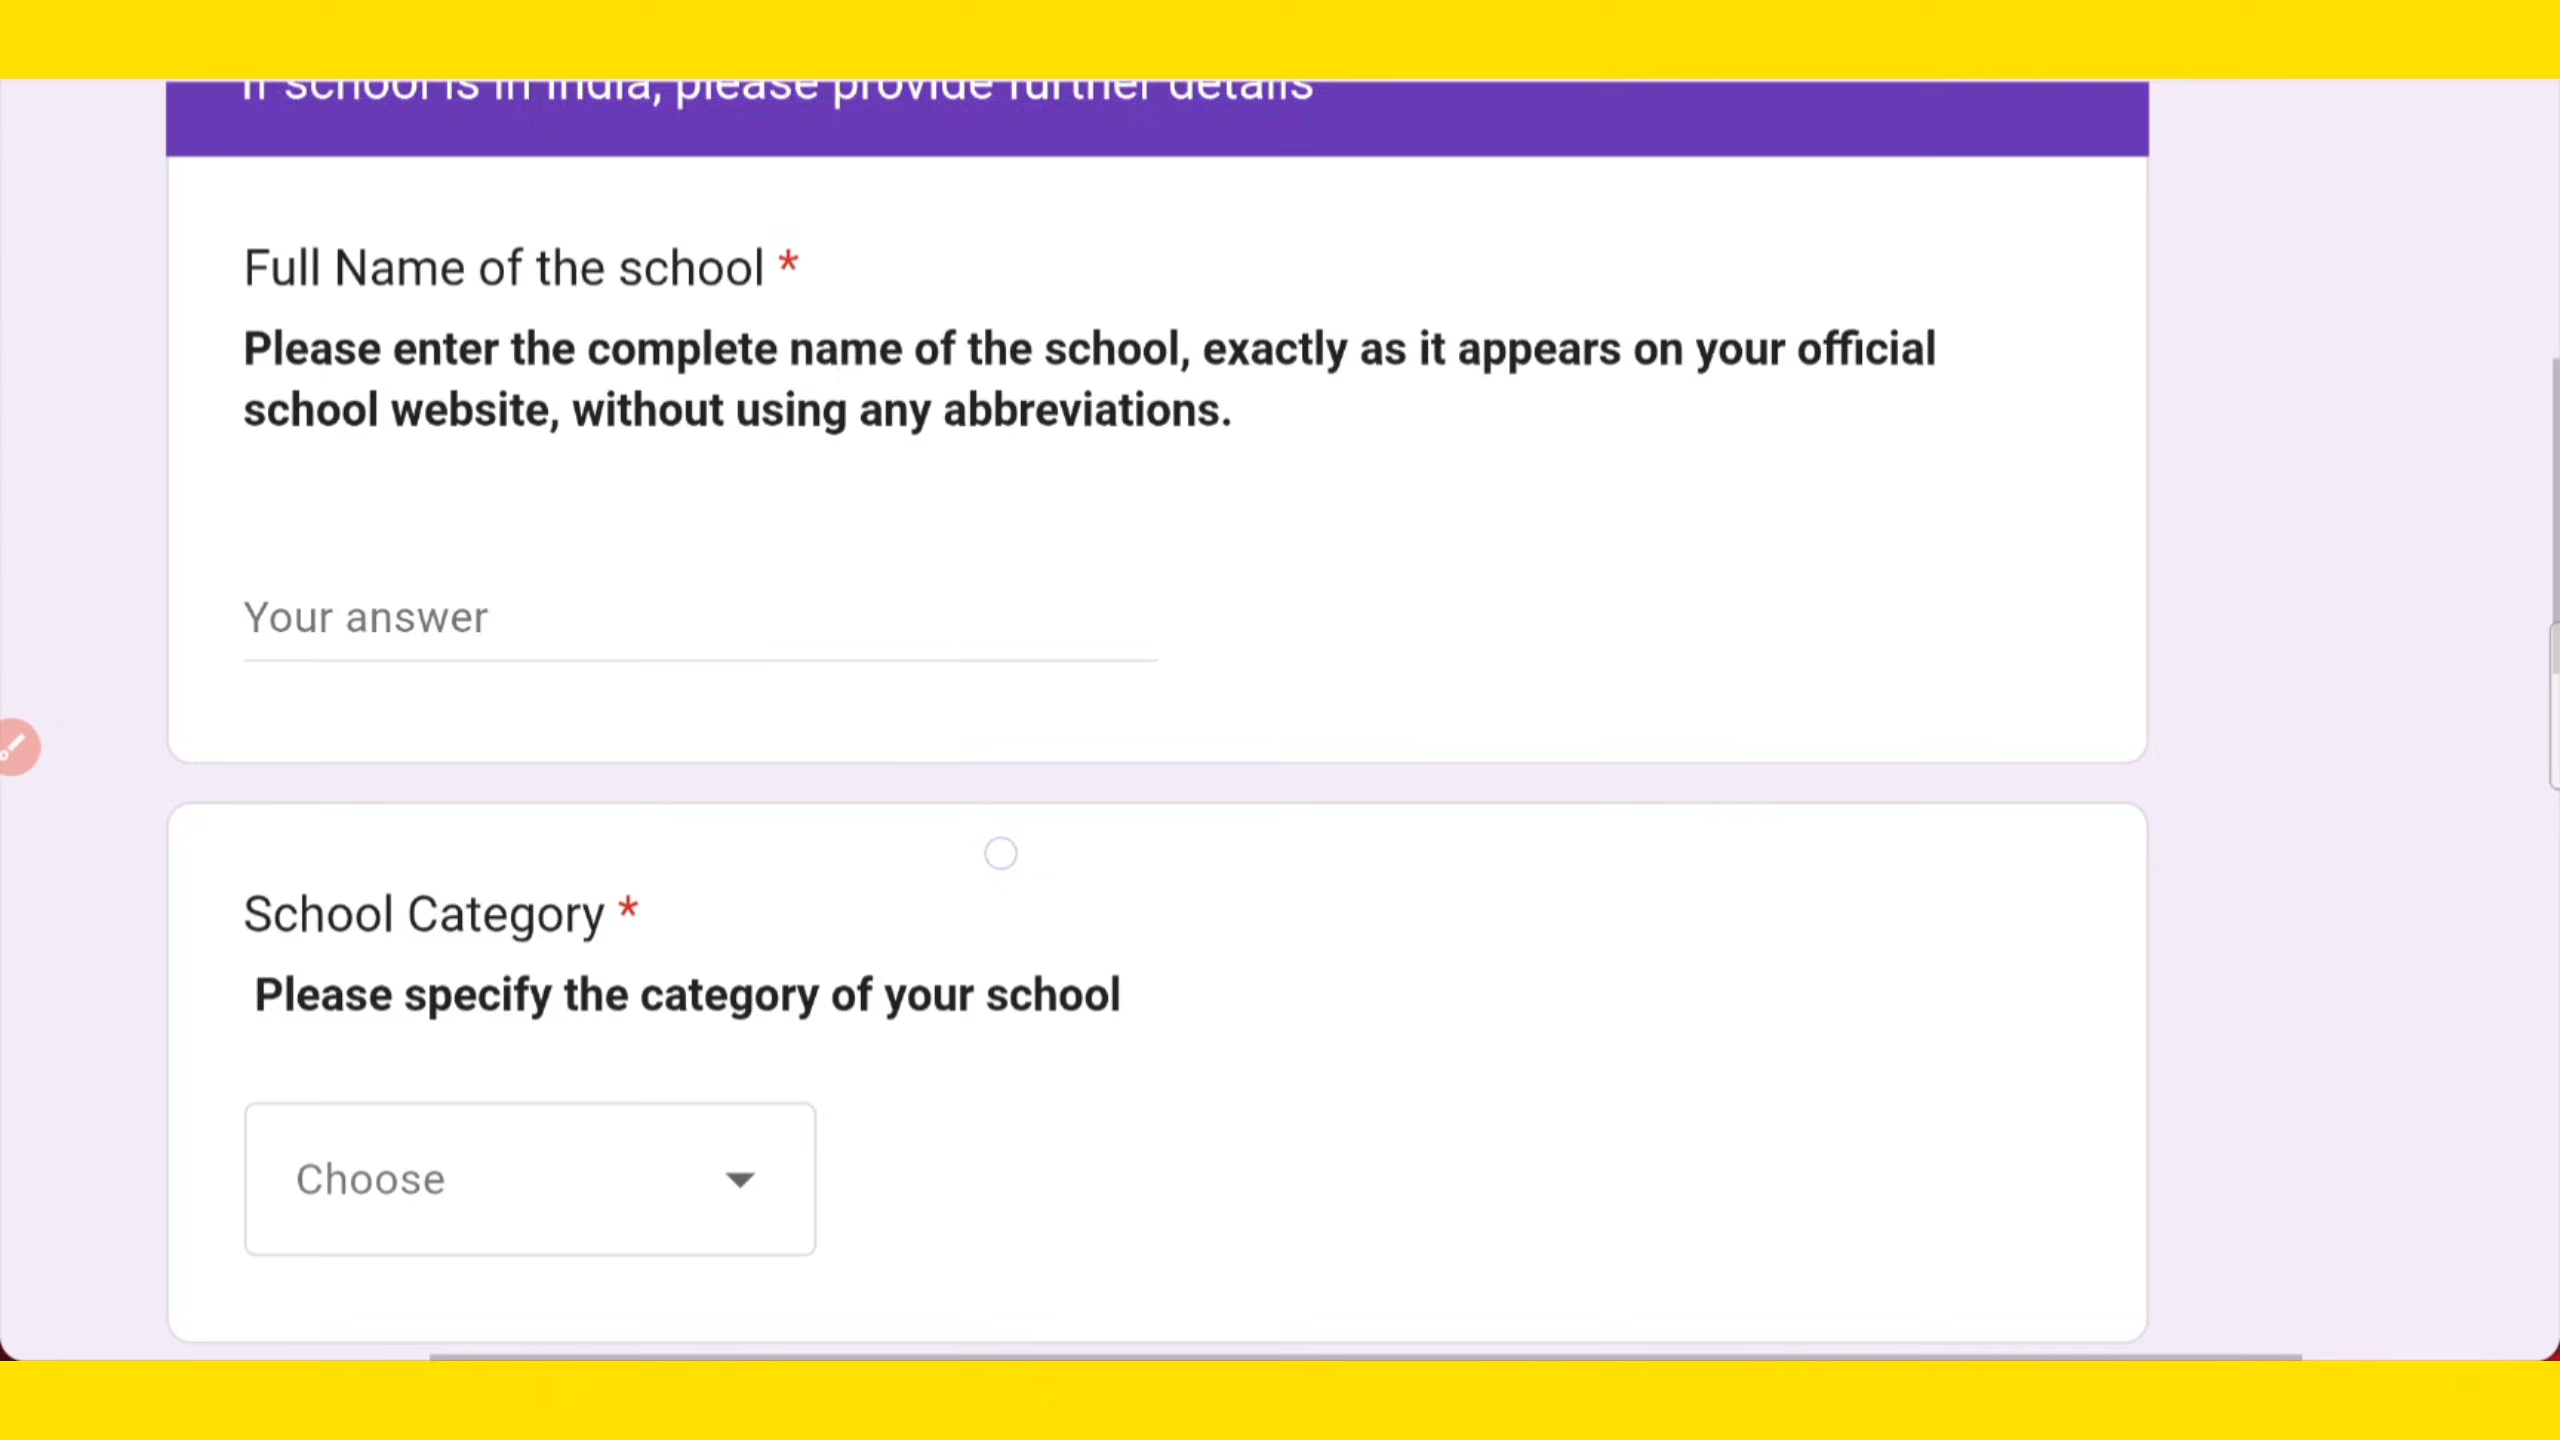 If school is in India, please provide further details
Full Name of the school *
Please enter the complete name of the school, exactly as it appears on your official
school website, without using any abbreviations.
Your answer
School Category *
Please specify the category of your school
Choose